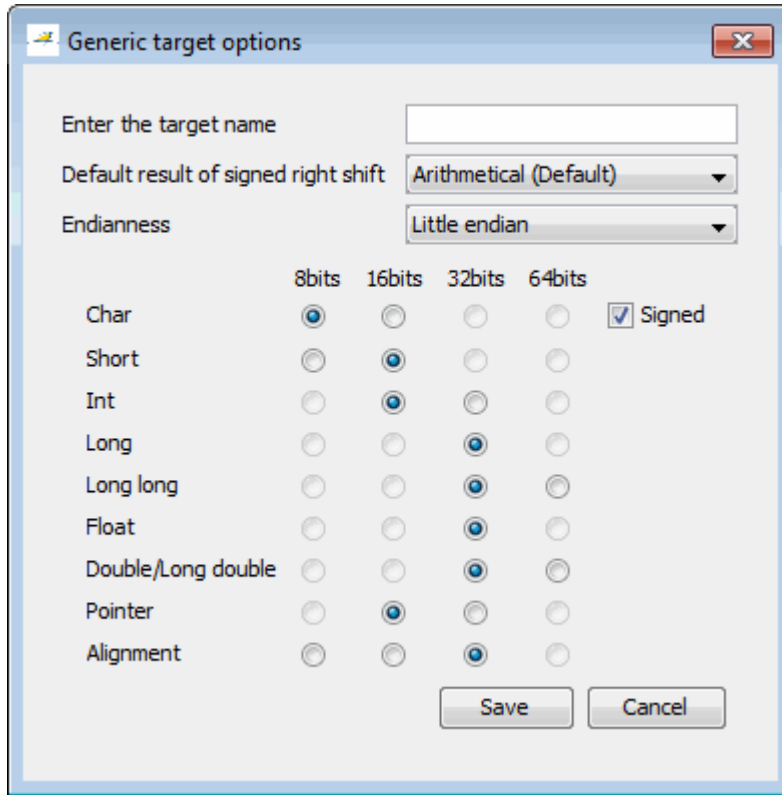 Generic target options
Enter the target name
Default result of signed right shift Arithmetical (Default)
Endianness Little endian
8bits 16bits 32bits 64bits
Char Signed
Short
Int
Long
Long long
Float
Double/Long double
Pointer
Alignment
Save Cancel